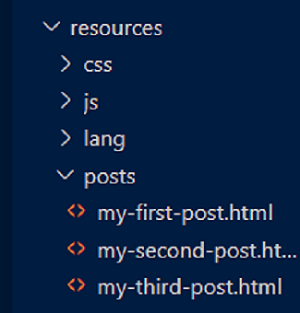 resources
css
js
lang
posts
my-first-post.html
my-second-post.ht...
my-third-post.html